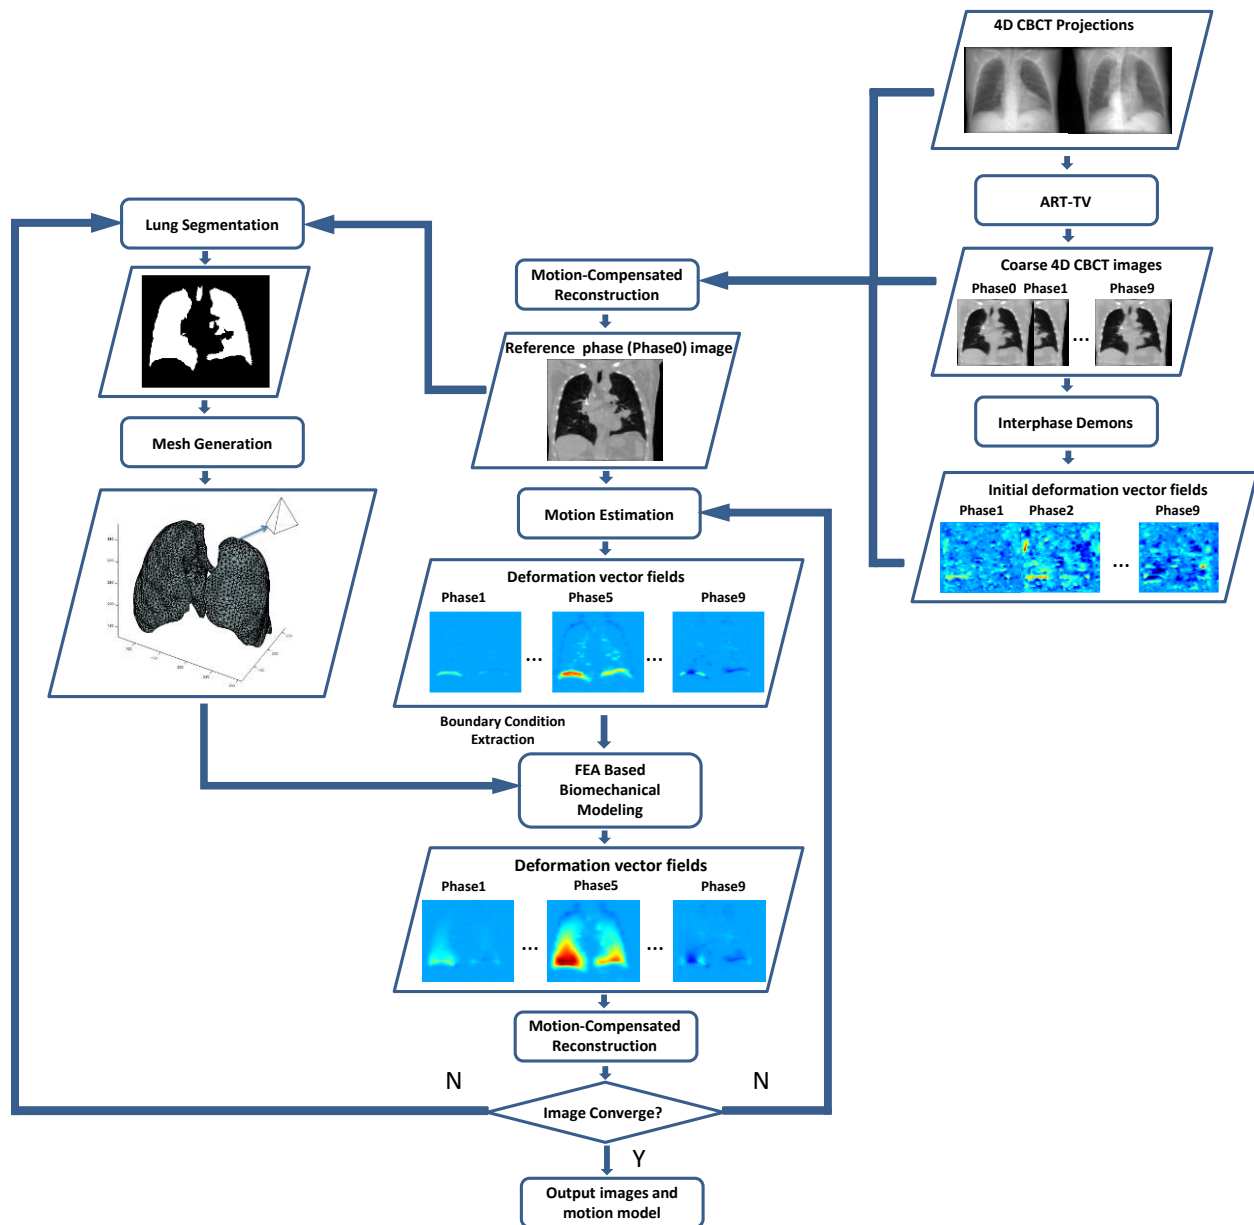 4D CBCT Projections
ART-TV
Coarse 4D CBCT images
Phase0 Phase1 Phase9
...
Interphase Demons
Initial deformation vector fields
Phase1 Phase2 Phase9
...
Lung Segmentation
Mesh Generation
Motion-Compensated
Reconstruction
Reference phase (Phase0) image
Motion Estimation
Deformation vector fields
Phase1 Phase5 Phase9
... ...
Boundary Condition
Extraction
FEA Based
Biomechanical
Modeling
Deformation vector fields
Phase1 Phase5 Phase9
... ...
Motion-Compensated
Reconstruction
N N
Image Converge?
Y
Output images and
motion model